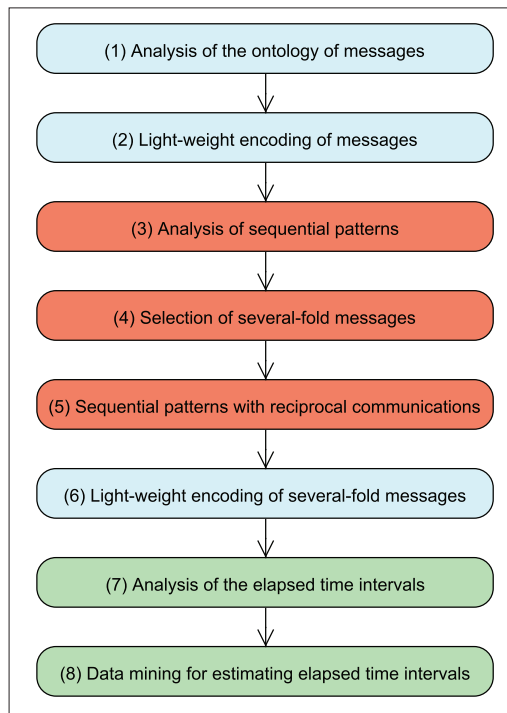 (1) Analysis of the ontology of messages
(2) Light-weight encoding of messages
(3) Analysis of sequential patterns
(4) Selection of several-fold messages
(5) Sequential patterns with reciprocal communications
(6) Light-weight encoding of several-fold messages
(7) Analysis of the elapsed time intervals
(8) Data mining for estimating elapsed time intervals